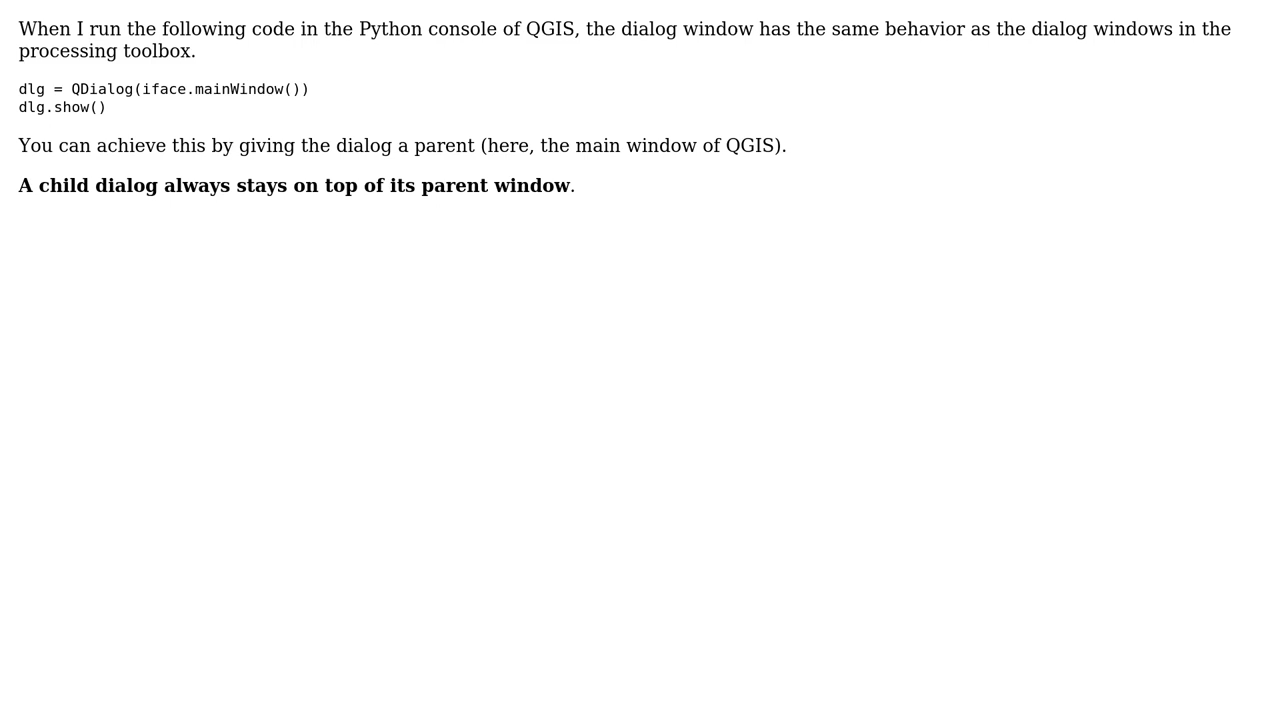 When I run the following code in the Python console of QGIS, the dialog window has the same behavior as the dialog windows in the
processing toolbox.
dlg = QDialog(iface.mainWindow())
dlg.show()
You can achieve this by giving the dialog a parent (here, the main window of QGIS).
A child dialog always stays on top of its parent window.